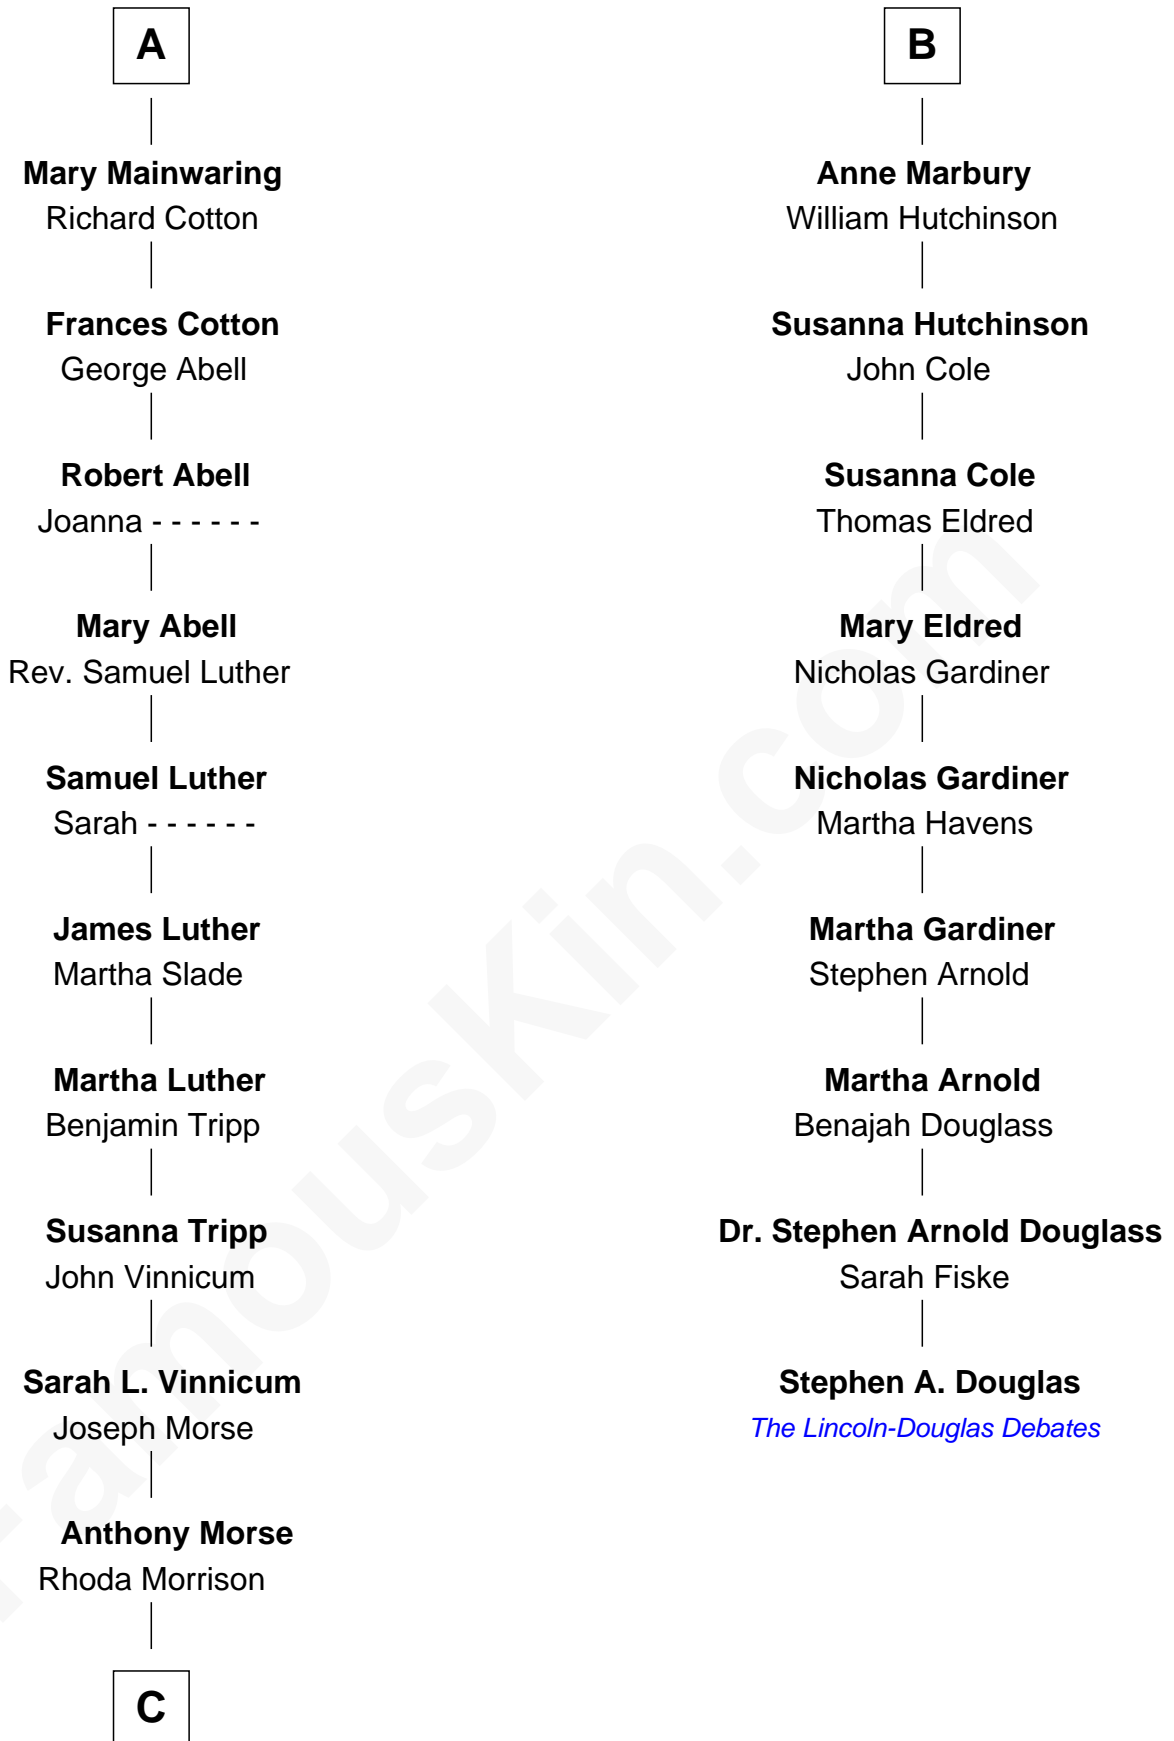 A
Mary Mainwaring
Richard Cotton
Frances Cotton
George Abell
Robert Abell
Joanna - - - - - -
Mary Abell
Rev. Samuel Luther
Samuel Luther
Sarah - - - - - -
James Luther
Martha Slade
Martha Luther
Benjamin Tripp
Susanna Tripp
John Vinnicum
Sarah L. Vinnicum
Joseph Morse
Anthony Morse
Rhoda Morrison
C
B
Anne Marbury
William Hutchinson
Susanna Hutchinson
John Cole
Susanna Cole
Thomas Eldred
Mary Eldred
Nicholas Gardiner
Nicholas Gardiner
Martha Havens
Martha Gardiner
Stephen Arnold
Martha Arnold
Benajah Douglass
Dr. Stephen Arnold Douglass
Sarah Fiske
Stephen A. Douglas
The Lincoln-Douglas Debates
FamousKin.com